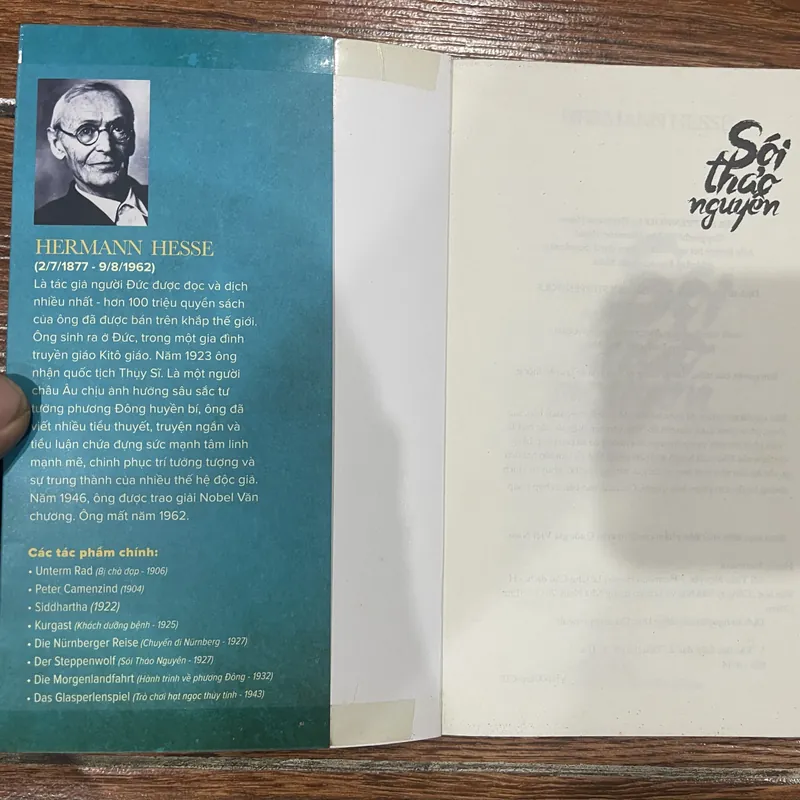 HERMANN HESSE
(2/7/1877 - 9/8/1962)
Là tác giả người Đức được đọc và dịch
nhiều nhất - hơn 100 triệu quyển sách
của ông đã được bán trên khắp thế giới.
Ông sinh ra ở Đức, trong một gia đình
truyền giáo Kitô giáo. Năm 1923 ông
nhận quốc tịch Thụy Sĩ. Là một người
châu Âu chịu ảnh hưởng sâu sắc tư
tưởng phương Đông huyền bí, ông đã
viết nhiều tiểu thuyết, truyện ngắn và
tiểu luận chứa đựng sức mạnh tâm linh
mạnh mẽ, chinh phục trí tưởng tượng và
sự trung thành của nhiều thế hệ độc giả.
Năm 1946, ông được trao giải Nobel Văn
chương. Ông mất năm 1962.
Các tác phẩm chính:
• Unterm Rad (Bị chà đạp - 1906)
• Peter Camenzind (1904)
• Siddhartha (1922)
• Kurgast (Khách dưỡng bệnh - 1925)
• Die Nürnberger Reise (Chuyến đi Nürnberg - 1927)
• Der Steppenwolf (Sói Thảo Nguyên - 1927)
• Die Morgenlandfahrt (Hành trình về phương Đông - 1932)
• Das Glasperlenspiel (Trò chơi hạt ngọc thủy tinh - 1943)
Sói
thảo
nguyên